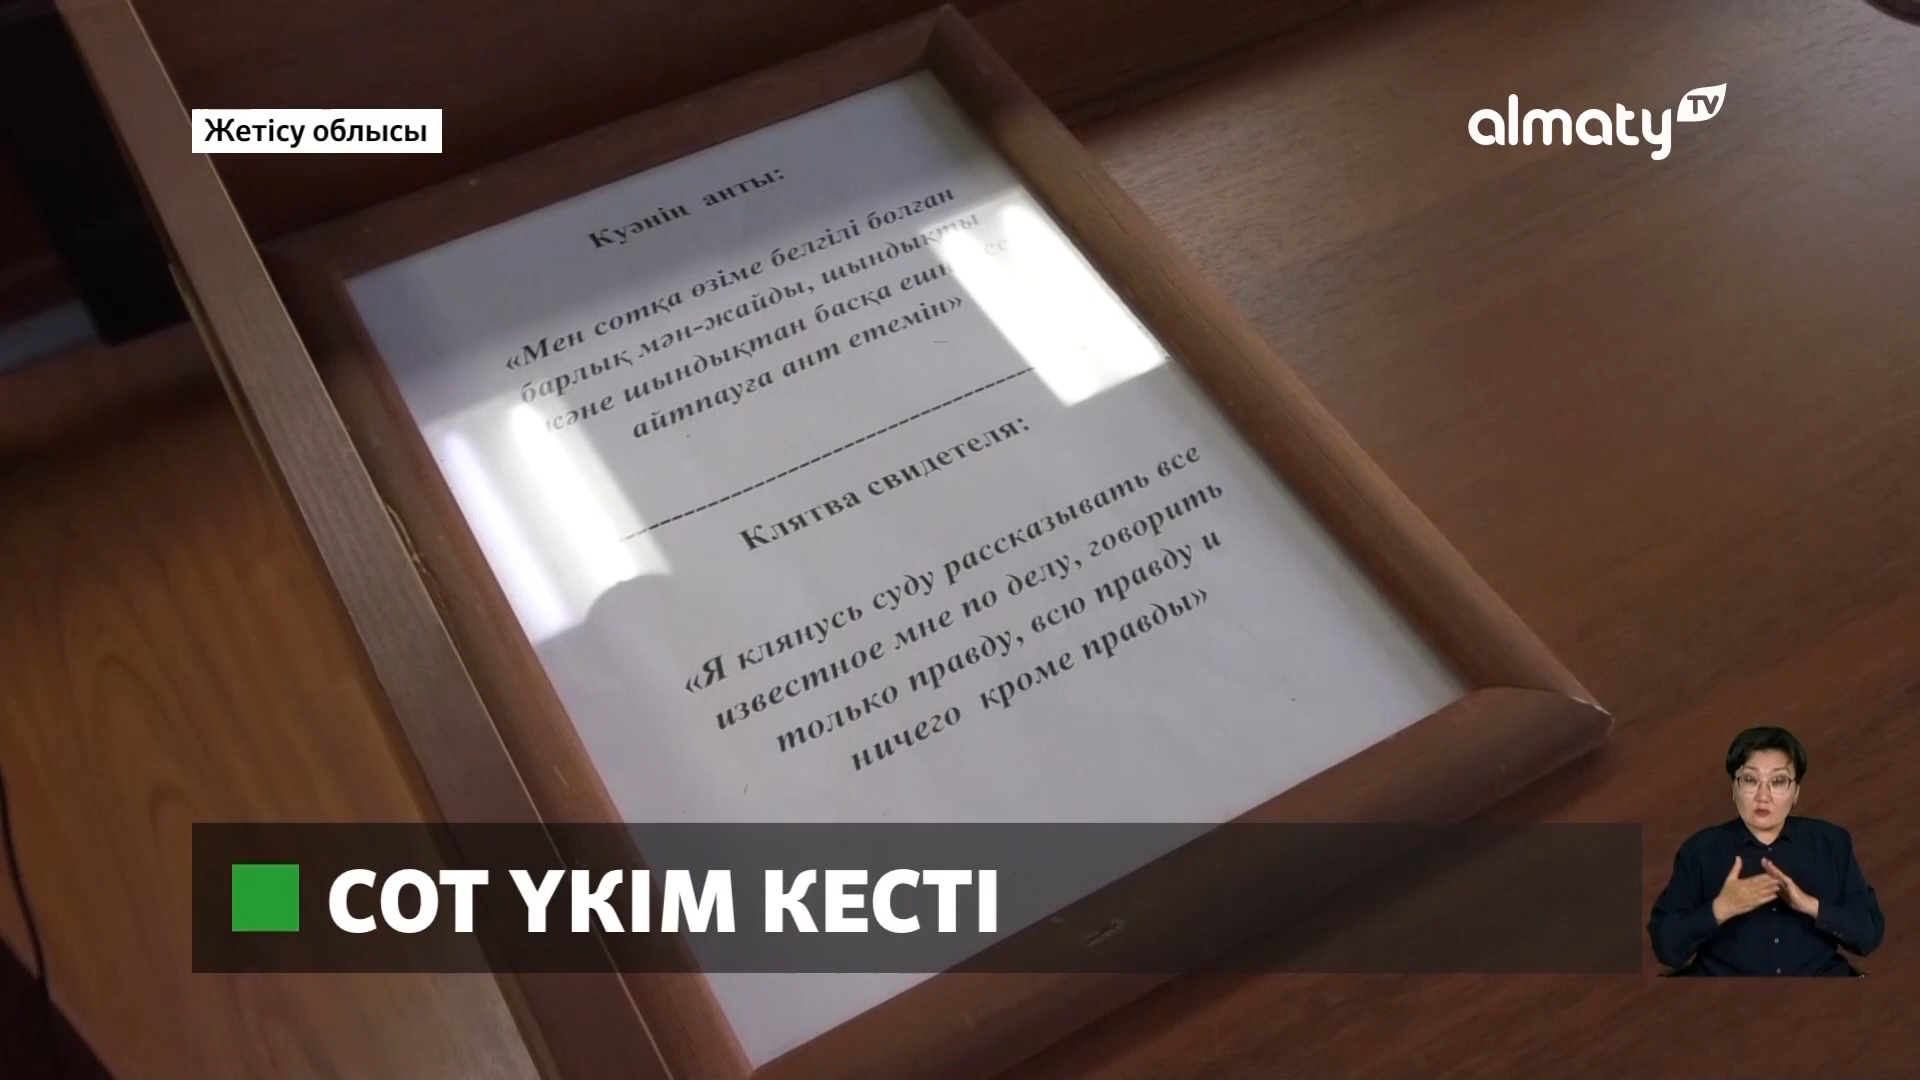 Жетісу облысы
almaty TV
Куәнің анты:
«Мен сотқа өзіме белгілі болған
барлық мән-жайды, шындықты
және шындықтан басқа
айтпауға ант етемін»
Клятва свидетеля:
«Я клянусь суду рассказывать все
известное мне по делу, говорить
только правду, всю правду и
ничего кроме правды»
СОТ ҮКІМ КЕСТІ